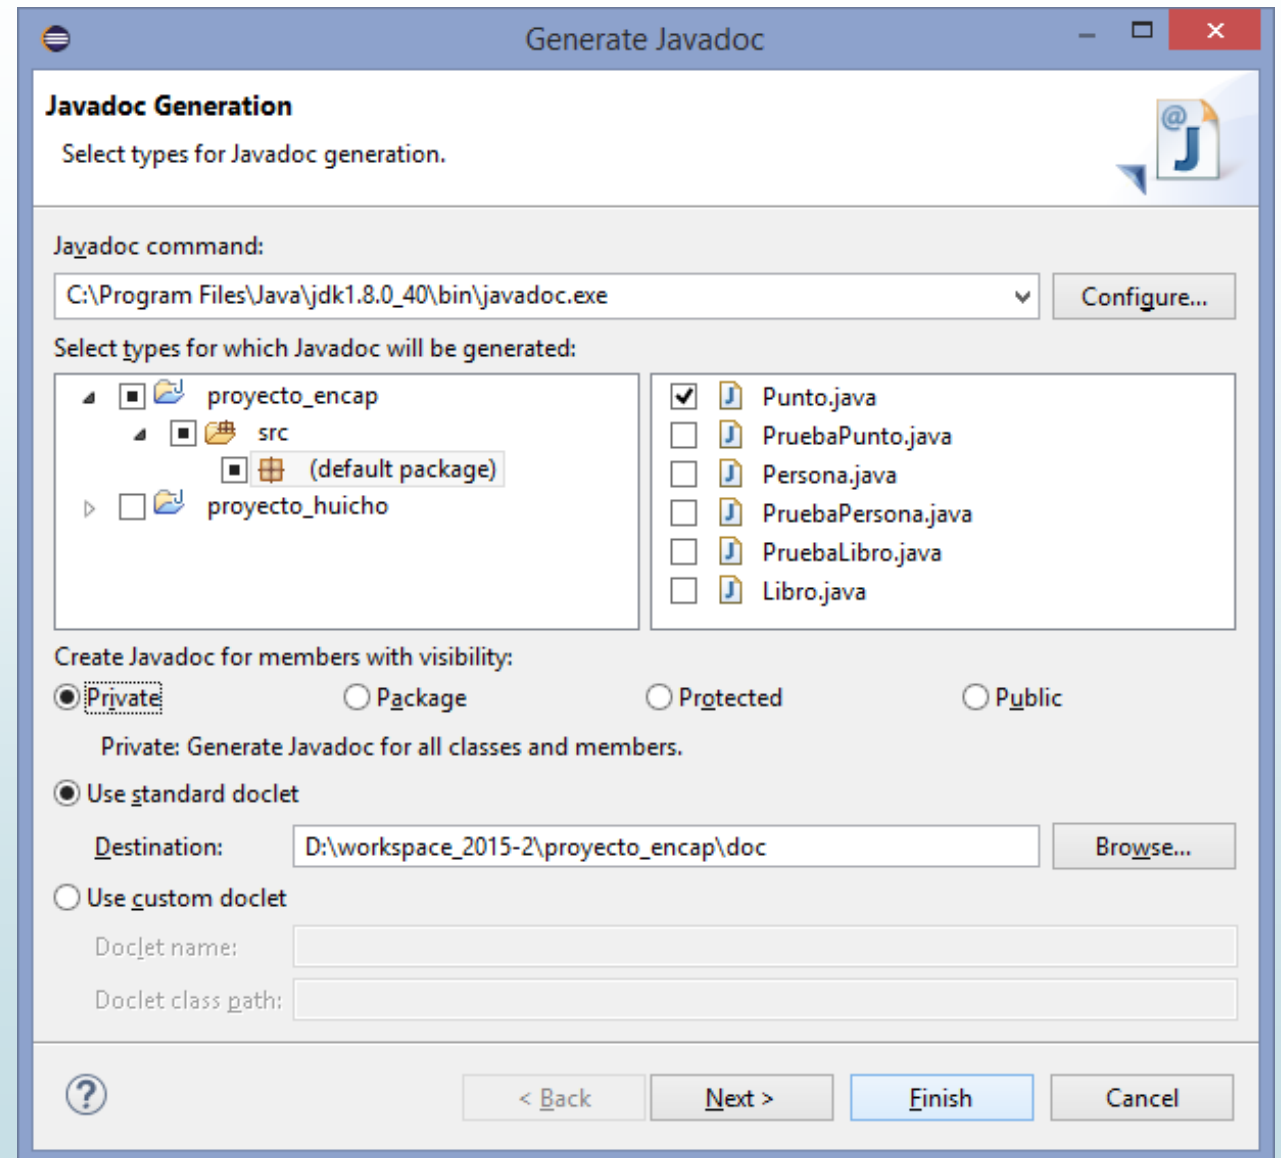 Generate Javadoc
Javadoc Generation
Select types for Javadoc generation.
Javadoc command:
C:\Program Files\Java\jdk1.8.0_40\bin\javadoc.exe
Configure...
Select types for which Javadoc will be generated:
proyecto_encap
src
(default package)
proyecto_huicho
Punto.java
PruebaPunto.java
Persona.java
PruebaPersona.java
PruebaLibro.java
Libro.java
Create Javadoc for members with visibility:
Private Package Protected Public
Private: Generate Javadoc for all classes and members.
Use standard doclet
Destination: D:\workspace_2015-2\proyecto_encap\doc Browse...
Use custom doclet
Doclet name:
Doclet class path:
? < Back Next > Finish Cancel